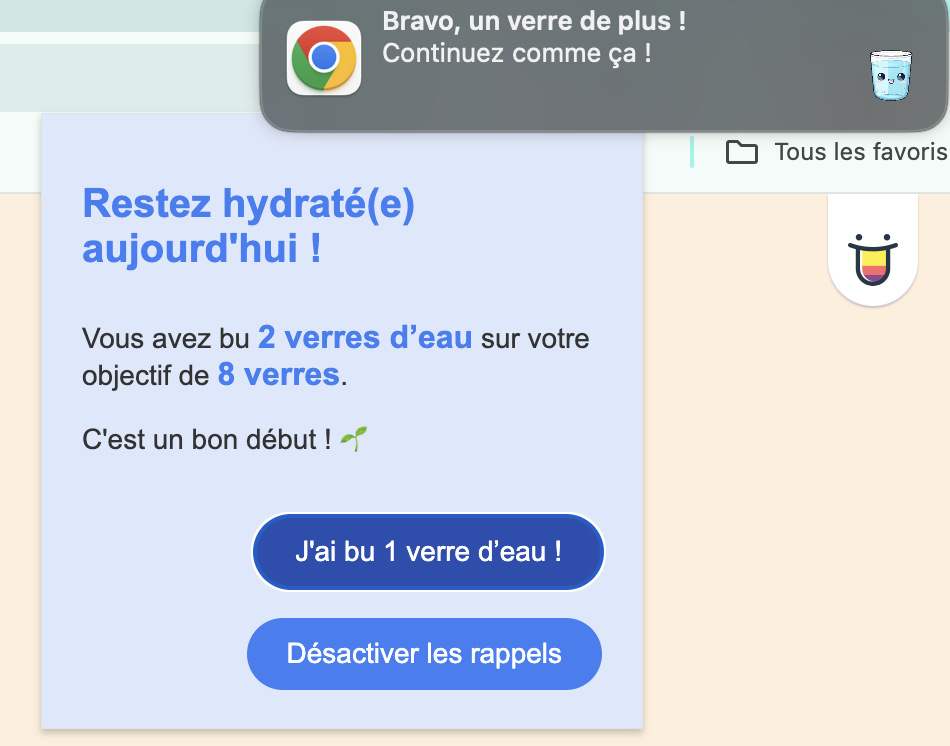 Bravo, un verre de plus !
Continuez comme ça !
Tous les favoris
Restez hydraté(e)
aujourd'hui !
Vous avez bu 2 verres d’eau sur votre
objectif de 8 verres.
C'est un bon début ! 🌱
J'ai bu 1 verre d’eau !
Désactiver les rappels